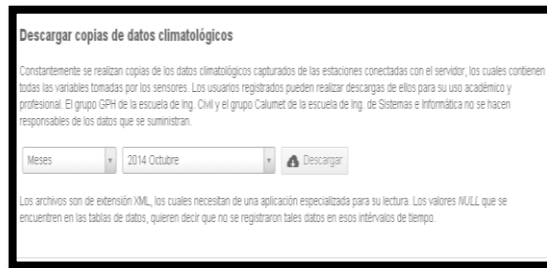 Descargar copias de datos climatológicos
Constantemente se realizan copias de los datos climatológicos capturados de las estaciones conectadas con el servidor, los cuales contienen
todas las variables tomadas por los sensores. Los usuarios registrados pueden realizar descargas de ellos para su uso académico y
profesional. El grupo GPH de la escuela de Ing. Civil y el grupo Calumet de la escuela de ing. de Sistemas e Informática no se hacen
responsables de los datos que se suministran.
Meses 2014 Octubre Descargar
Los archivos son de extensión XML, los cuales necesitan de una aplicación especializada para su lectura. Los valores NULL que se
encuentren en las tablas de datos, quieren decir que no se registraron tales datos en esos intérvalos de tiempo.